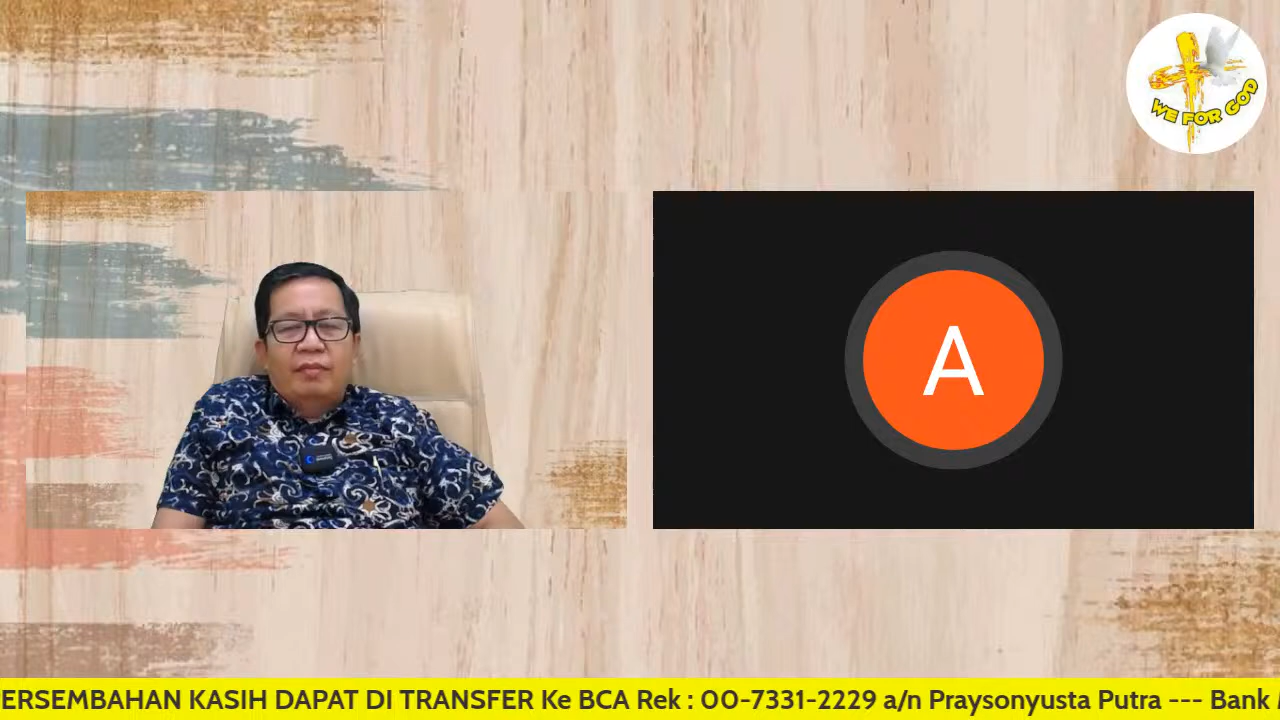 WE FOR GOD
A
ERSEMBAHAN KASIH DAPAT DI TRANSFER Ke BCA Rek : 00-7331-2229 a/n Praysonyusta Putra --- Bank